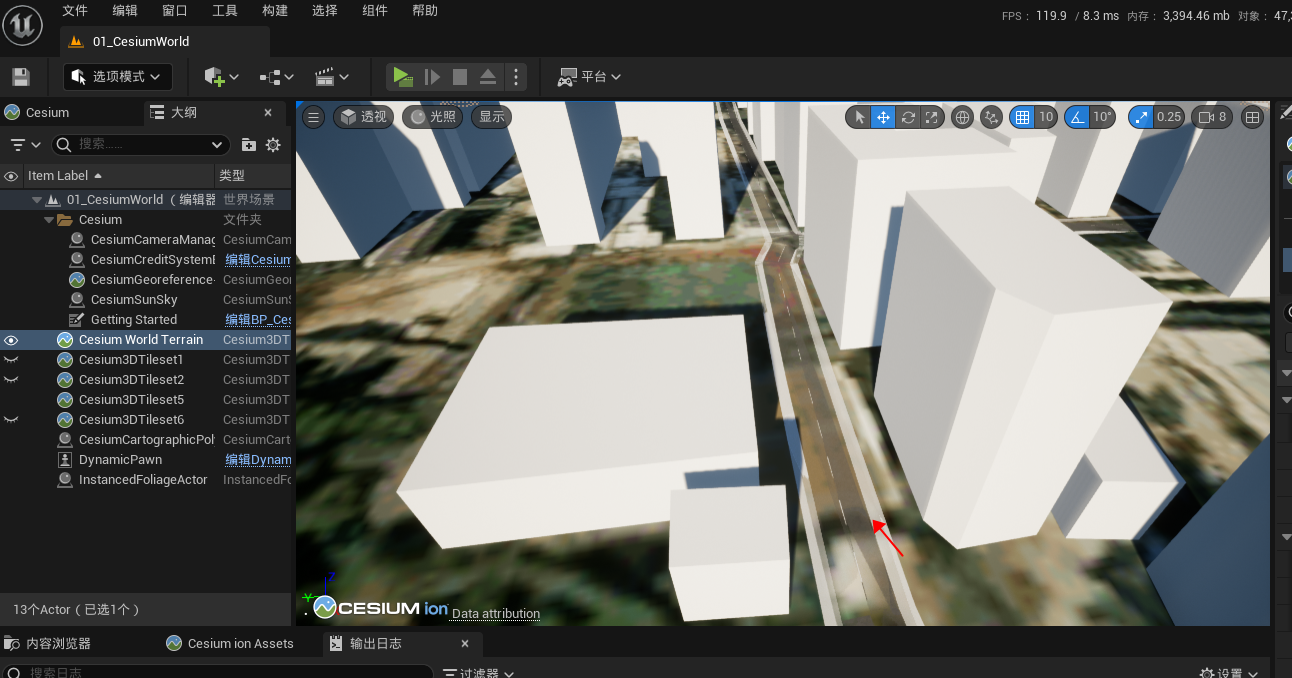 文件 编辑 窗口 工具 构建 选择 组件 帮助
FPS： 119.9 / 8.3 ms 内存： 3,394.46 mb 对象： 47,3
01_CesiumWorld
选项模式 平台
Cesium 大纲
透视 光照 显示 10 10° 0.25 8
搜索......
Item Label 类型
01_CesiumWorld （编辑器 世界场景
Cesium 文件夹
CesiumCameraManag CesiumCam
CesiumCreditSystemE 编辑Cesium
CesiumGeoreference CesiumGeo
CesiumSunSky CesiumSuns
Getting Started 编辑BP_Ces
Cesium World Terrain Cesium3DT
Cesium3DTileset1 Cesium3DT
Cesium3DTileset2 Cesium3DT
Cesium3DTileset5 Cesium3DT
Cesium3DTileset6 Cesium3DT
CesiumCartographicPol CesiumCart
DynamicPawn 编辑Dynam
InstancedFoliageActor InstancedFo
Z
Y
CESIUM ion Data attribution
13个Actor（已选1个）
内容浏览器 Cesium ion Assets 输出日志
搜索日志 过滤器 设置